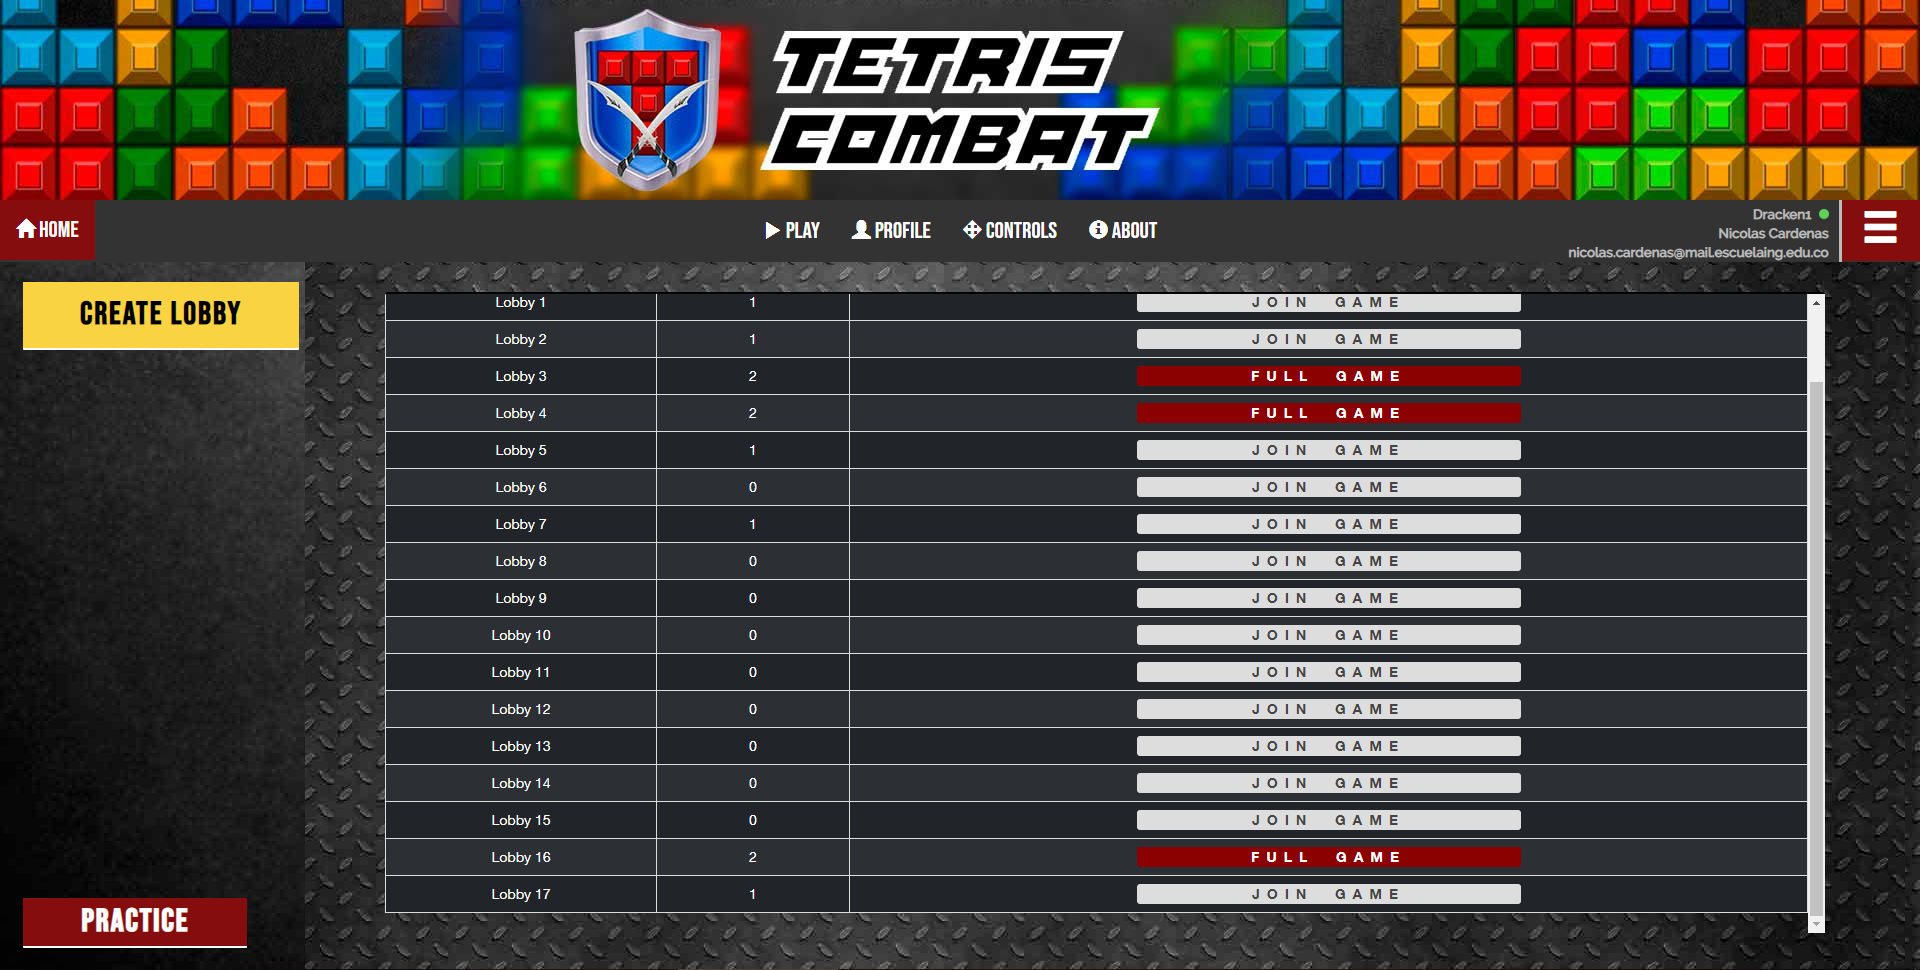 TETRIS
COMBAT
HOME
PLAY
PROFILE
CONTROLS
ABOUT
Dracken1
Nicolas Cardenas
nicolas.cardenas@mail.escuelaing.edu.co
CREATE LOBBY
Lobby 1 1 JOIN GAME
Lobby 2 1 JOIN GAME
Lobby 3 2 FULL GAME
Lobby 4 2 FULL GAME
Lobby 5 1 JOIN GAME
Lobby 6 0 JOIN GAME
Lobby 7 1 JOIN GAME
Lobby 8 0 JOIN GAME
Lobby 9 0 JOIN GAME
Lobby 10 0 JOIN GAME
Lobby 11 0 JOIN GAME
Lobby 12 0 JOIN GAME
Lobby 13 0 JOIN GAME
Lobby 14 0 JOIN GAME
Lobby 15 0 JOIN GAME
Lobby 16 2 FULL GAME
Lobby 17 1 JOIN GAME
PRACTICE